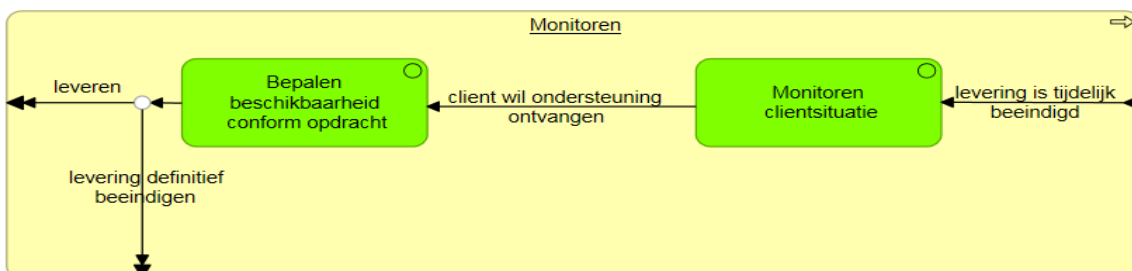 Monitoren
leveren
Bepalen
beschikbaarheid
conform opdracht
client wil ondersteuning
ontvangen
Monitoren
clientsituatie
levering is tijdelijk
beeindigd
levering definitief
beeindigen